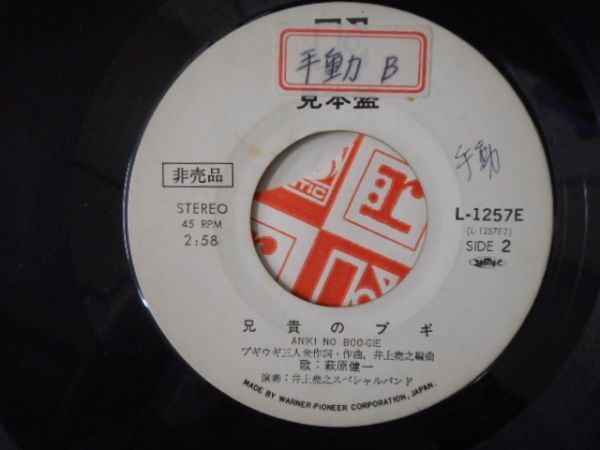 手動 B
見本盤
手動
非売品
STEREO
45 RPM
2:58
L-1257E
(L-1257E2)
SIDE 2
TIC
兄貴のブギ
ANIKI NO BOOGIE
ブギウギ三人衆作詞・作曲, 井上堯之編曲
歌：萩原健一
演奏：井上堯之スペシャルバンド
MADE BY WARNER-PIONEER CORPORATION, JAPAN.